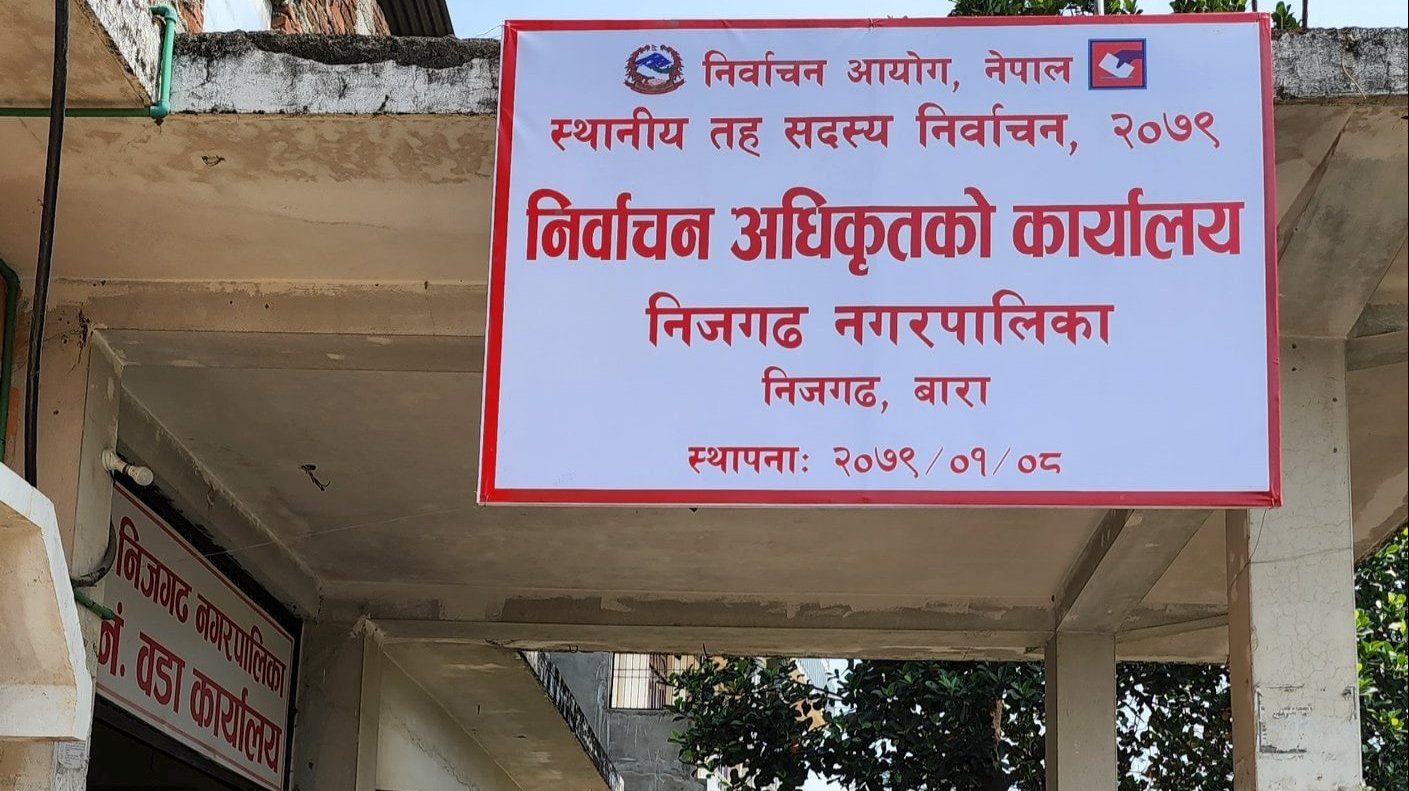 निर्वाचन आयोग, नेपाल
स्थानीय तह सदस्य निर्वाचन, २०७९
निर्वाचन अधिकृतको कार्यालय
निजगढ नगरपालिका
निजगढ, बारा
स्थापनाः २०७९/०१/०८
निजगढ नगरपालिका
नं. वडा कार्यालय